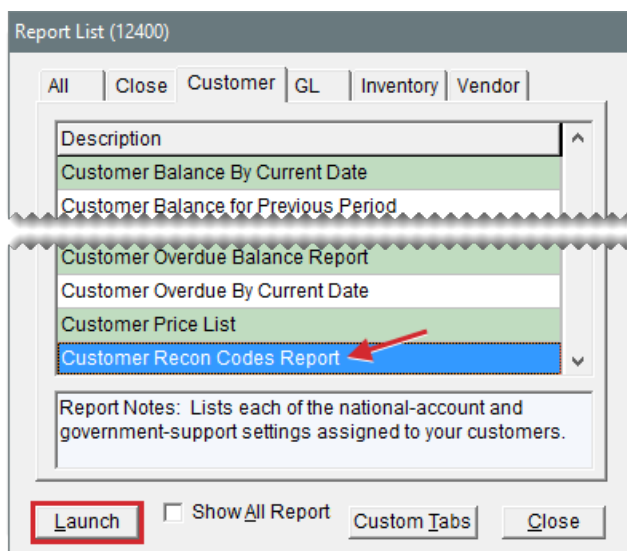 Report List (12400)
All Close Customer GL Inventory Vendor
Description
Customer Balance By Current Date
Customer Balance for Previous Period
Customer Overdue Balance Report
Customer Overdue By Current Date
Customer Price List
Customer Recon Codes Report
Report Notes: Lists each of the national-account and
government-support settings assigned to your customers.
Launch Show All Report Custom Tabs Close